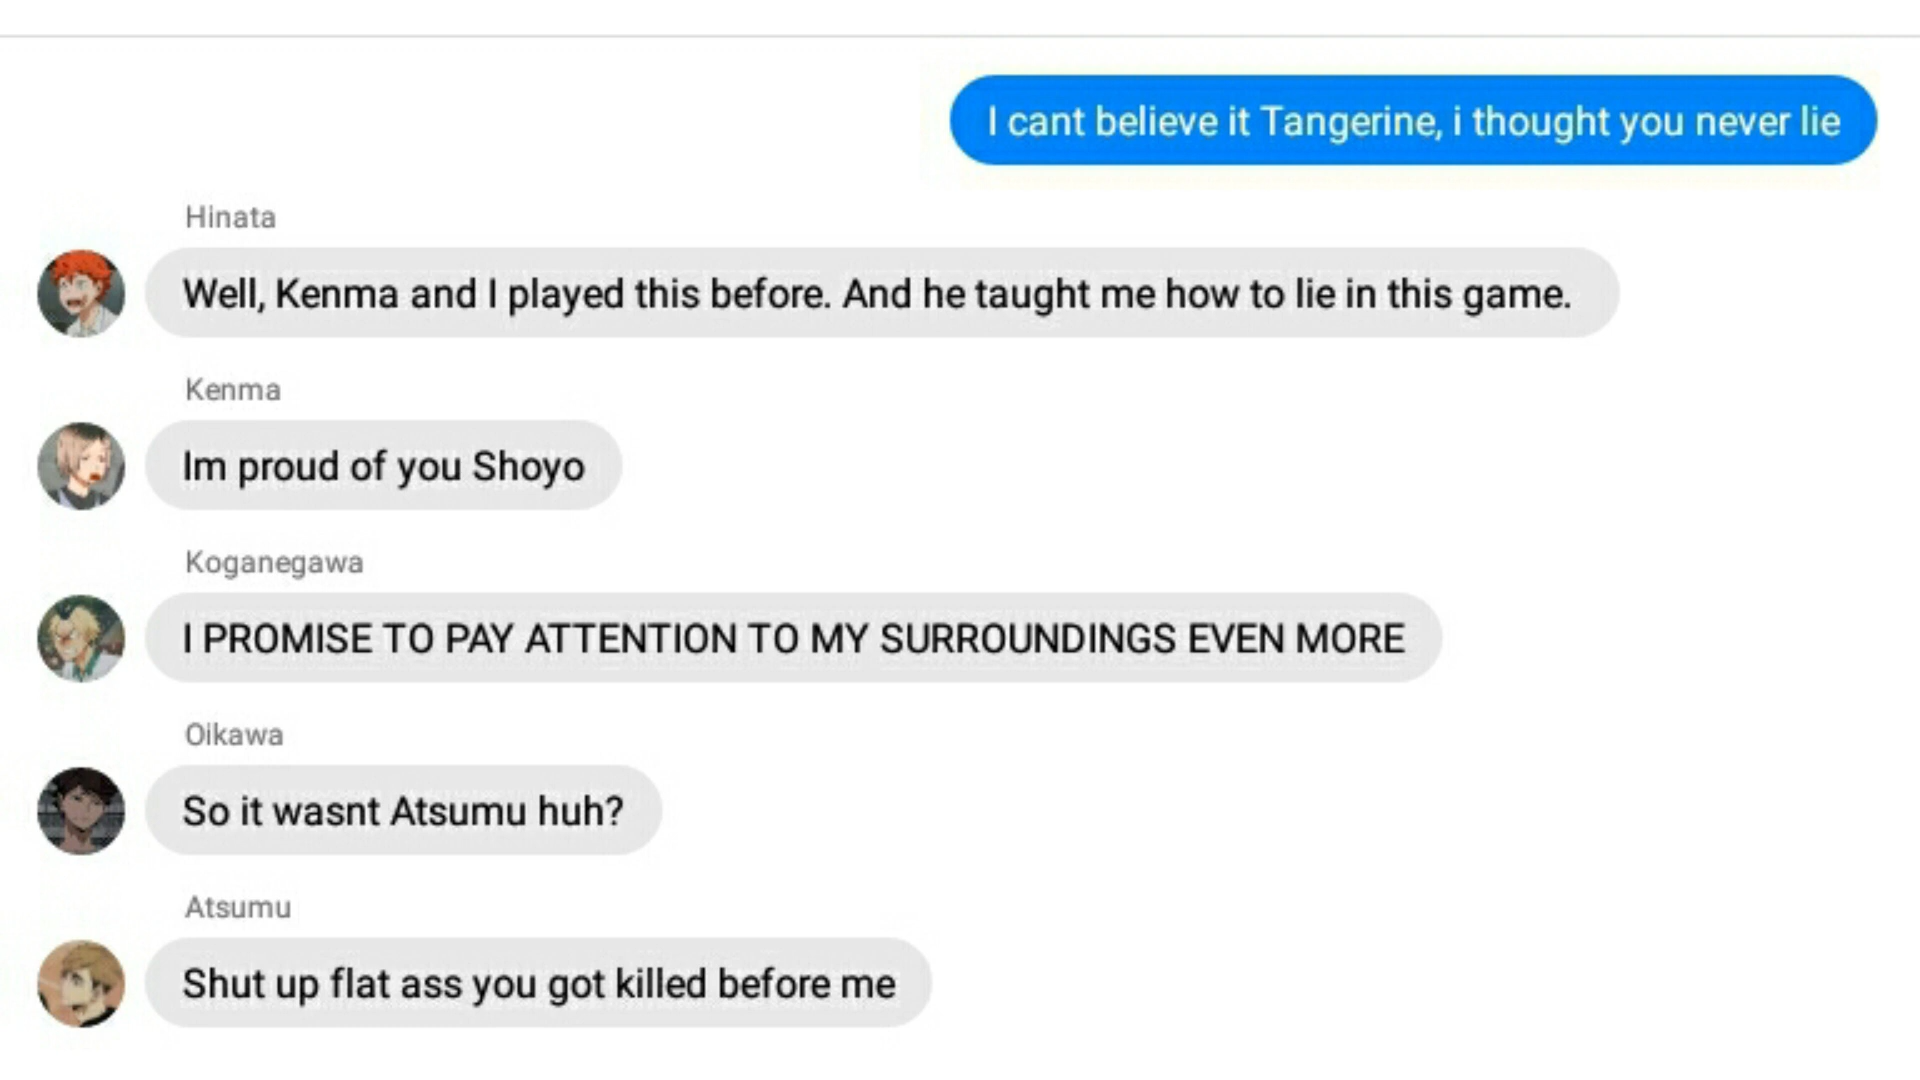 I cant believe it Tangerine, i thought you never lie
Hinata
Well, Kenma and I played this before. And he taught me how to lie in this game.
Kenma
Im proud of you Shoyo
Koganegawa
I PROMISE TO PAY ATTENTION TO MY SURROUNDINGS EVEN MORE
Oikawa
So it wasnt Atsumu huh?
Atsumu
Shut up flat ass you got killed before me